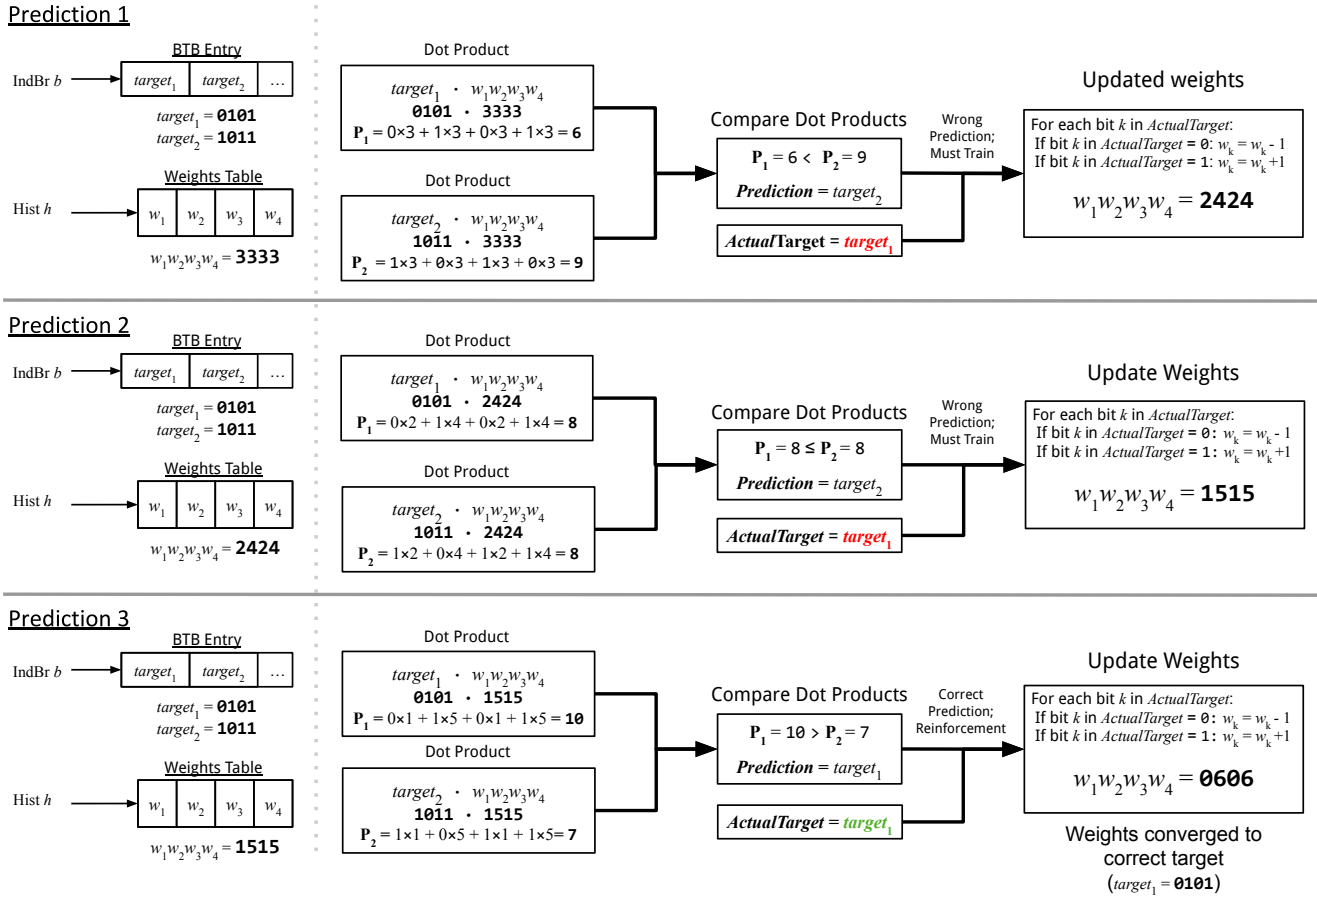 Prediction 1
BTB Entry
IndBr b
target1 target2 ...
target1 = 0101
target2 = 1011
Weights Table
Hist h
w1 w2 w3 w4
w1w2w3w4 = 3333
Dot Product
target1 · w1w2w3w4
0101 · 3333
P1 = 0×3 + 1×3 + 0×3 + 1×3 = 6
Dot Product
target2 · w1w2w3w4
1011 · 3333
P2 = 1×3 + 0×3 + 1×3 + 0×3 = 9
Compare Dot Products
P1 = 6 < P2 = 9
Prediction = target2
ActualTarget = target1
Wrong
Prediction;
Must Train
Updated weights
For each bit k in ActualTarget:
If bit k in ActualTarget = 0: wk = wk - 1
If bit k in ActualTarget = 1: wk = wk +1
w1w2w3w4 = 2424
Prediction 2
BTB Entry
IndBr b
target1 target2 ...
target1 = 0101
target2 = 1011
Weights Table
Hist h
w1 w2 w3 w4
w1w2w3w4 = 2424
Dot Product
target1 · w1w2w3w4
0101 · 2424
P1 = 0×2 + 1×4 + 0×2 + 1×4 = 8
Dot Product
target2 · w1w2w3w4
1011 · 2424
P2 = 1×2 + 0×4 + 1×2 + 1×4 = 8
Compare Dot Products
P1 = 8 ≤ P2 = 8
Prediction = target2
ActualTarget = target1
Wrong
Prediction;
Must Train
Update Weights
For each bit k in ActualTarget:
If bit k in ActualTarget = 0: wk = wk - 1
If bit k in ActualTarget = 1: wk = wk +1
w1w2w3w4 = 1515
Prediction 3
BTB Entry
IndBr b
target1 target2 ...
target1 = 0101
target2 = 1011
Weights Table
Hist h
w1 w2 w3 w4
w1w2w3w4 = 1515
Dot Product
target1 · w1w2w3w4
0101 · 1515
P1 = 0×1 + 1×5 + 0×1 + 1×5 = 10
Dot Product
target2 · w1w2w3w4
1011 · 1515
P2 = 1×1 + 0×5 + 1×1 + 1×5= 7
Compare Dot Products
P1 = 10 > P2 = 7
Prediction = target1
ActualTarget = target1
Correct
Prediction;
Reinforcement
Update Weights
For each bit k in ActualTarget:
If bit k in ActualTarget = 0: wk = wk - 1
If bit k in ActualTarget = 1: wk = wk +1
w1w2w3w4 = 0606
Weights converged to
correct target
(target1 = 0101)